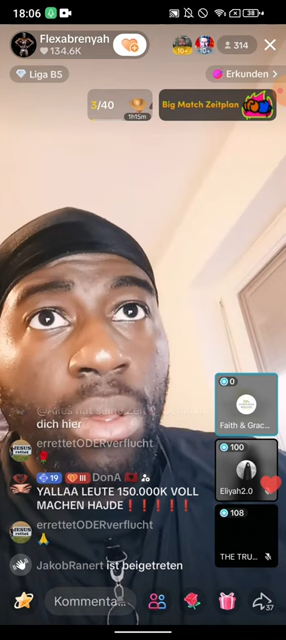 18:06
38
Flexabrenyah
134.6K
314
Liga B5
Erkunden >
3/40
1h15m
Big Match Zeitplan
dich hier
errettetODERverflucht
19 III DonA
YALLAA LEUTE 150.000K VOLL
MACHEN HAJDE❗❗❗❗❗
errettetODERverflucht
🙏
JakobRanert ist beigetreten
0
Faith & Grac...
100
Eliyah2.0
108
THE TRU...
Kommenta...
37